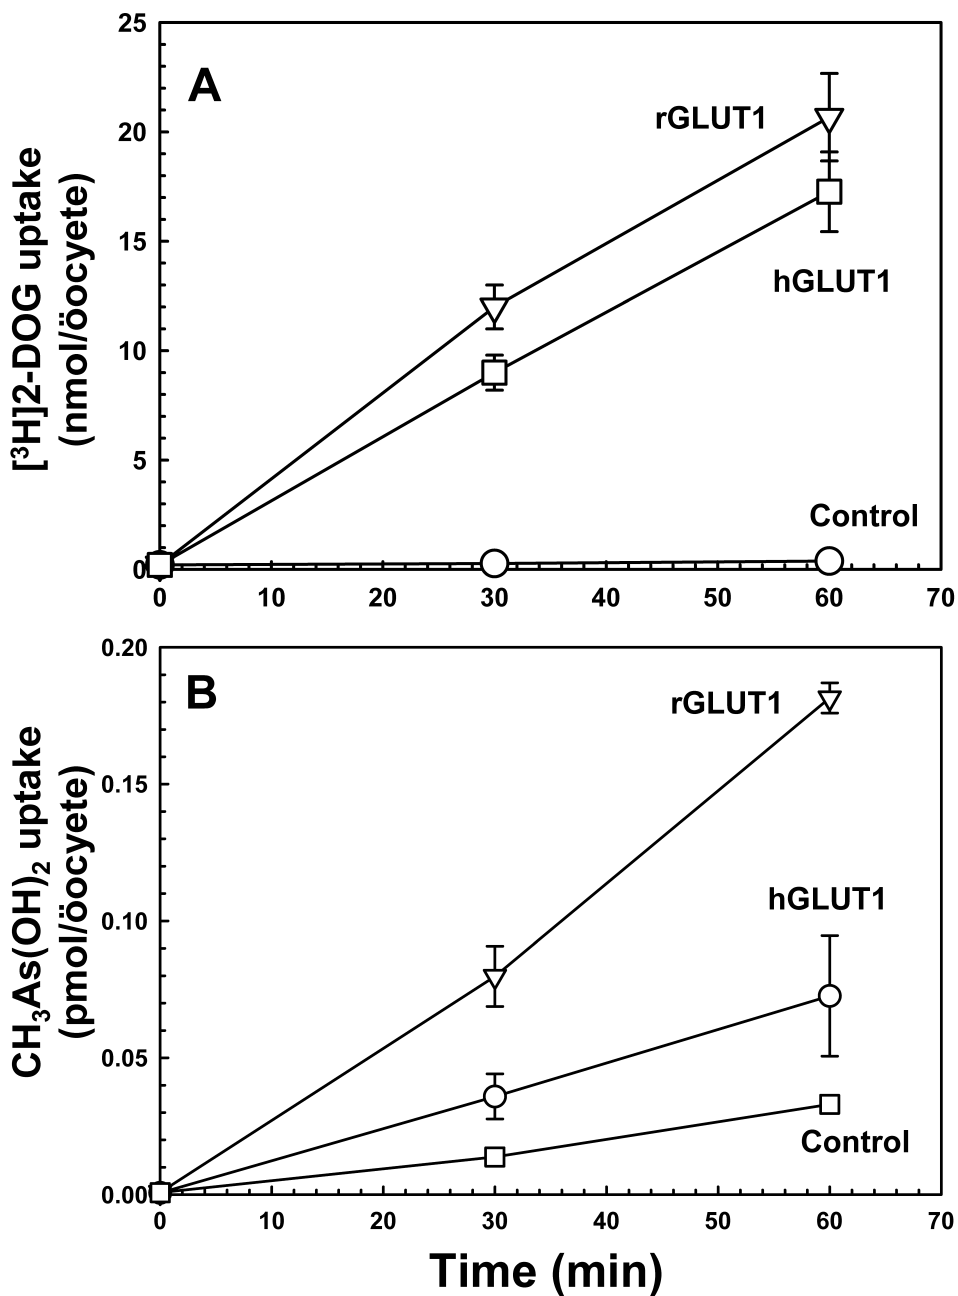 A
[³H]2-DOG uptake
(nmol/öocyete)
25
20
15
10
5
0
rGLUT1
hGLUT1
Control
0 10 20 30 40 50 60 70
B
CH₃As(OH)₂ uptake
(pmol/öocyete)
0.20
0.15
0.10
0.05
0.00
rGLUT1
hGLUT1
Control
0 10 20 30 40 50 60 70
Time (min)